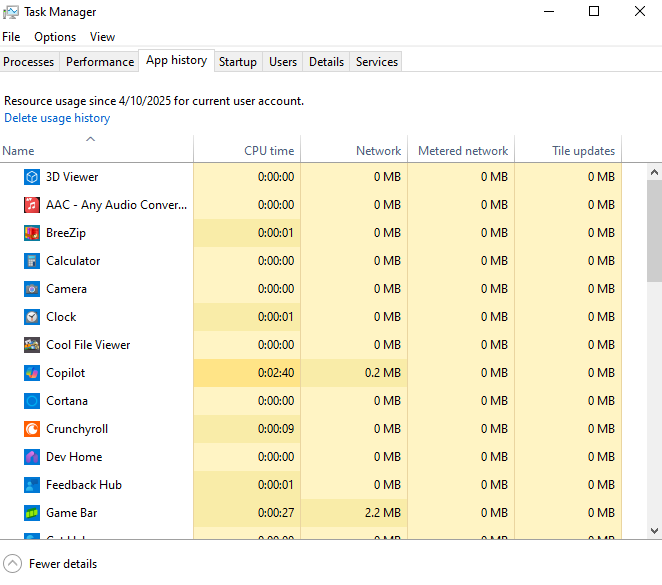 Task Manager
File Options View
Processes Performance App history Startup Users Details Services
Resource usage since 4/10/2025 for current user account.
Delete usage history
Name CPU time Network Metered network Tile updates
3D Viewer 0:00:00 0 MB 0 MB 0 MB
AAC - Any Audio Conver... 0:00:00 0 MB 0 MB 0 MB
BreeZip 0:00:01 0 MB 0 MB 0 MB
Calculator 0:00:00 0 MB 0 MB 0 MB
Camera 0:00:00 0 MB 0 MB 0 MB
Clock 0:00:01 0 MB 0 MB 0 MB
Cool File Viewer 0:00:00 0 MB 0 MB 0 MB
Copilot 0:02:40 0.2 MB 0 MB 0 MB
Cortana 0:00:00 0 MB 0 MB 0 MB
Crunchyroll 0:00:09 0 MB 0 MB 0 MB
Dev Home 0:00:00 0 MB 0 MB 0 MB
Feedback Hub 0:00:01 0 MB 0 MB 0 MB
Game Bar 0:00:27 2.2 MB 0 MB 0 MB
Fewer details